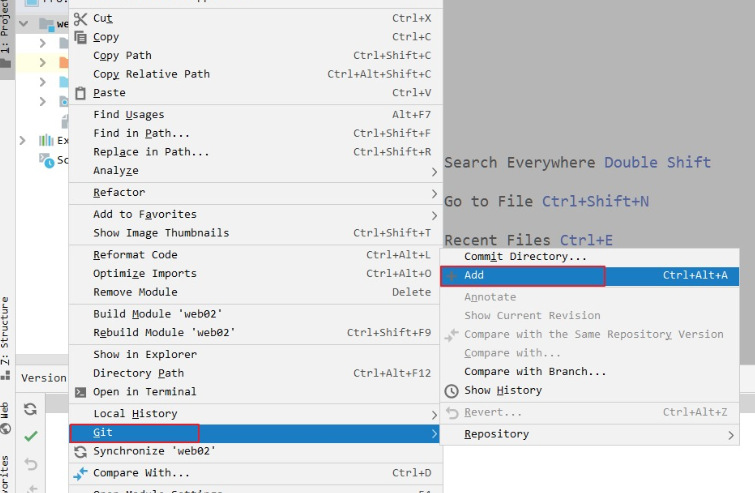 1: Project
we
Ex
Sc
Z: Structure
Web
vorites
Version
Cut Ctrl+X
Copy Ctrl+C
Copy Path Ctrl+Shift+C
Copy Relative Path Ctrl+Alt+Shift+C
Paste Ctrl+V
Find Usages Alt+F7
Find in Path... Ctrl+Shift+F
Replace in Path... Ctrl+Shift+R
Analyze
Refactor
Add to Favorites
Show Image Thumbnails Ctrl+Shift+T
Reformat Code Ctrl+Alt+L
Optimize Imports Ctrl+Alt+O
Remove Module Delete
Build Module 'web02'
Rebuild Module 'web02' Ctrl+Shift+F9
Show in Explorer
Directory Path Ctrl+Alt+F12
Open in Terminal
Local History
Git
Synchronize 'web02'
Compare With... Ctrl+D
Open Module Settings F4
Search Everywhere Double Shift
Go to File Ctrl+Shift+N
Recent Files Ctrl+E
Commit Directory...
Add Ctrl+Alt+A
Annotate
Show Current Revision
Compare with the Same Repository Version
Compare with...
Compare with Branch...
Show History
Revert... Ctrl+Alt+Z
Repository